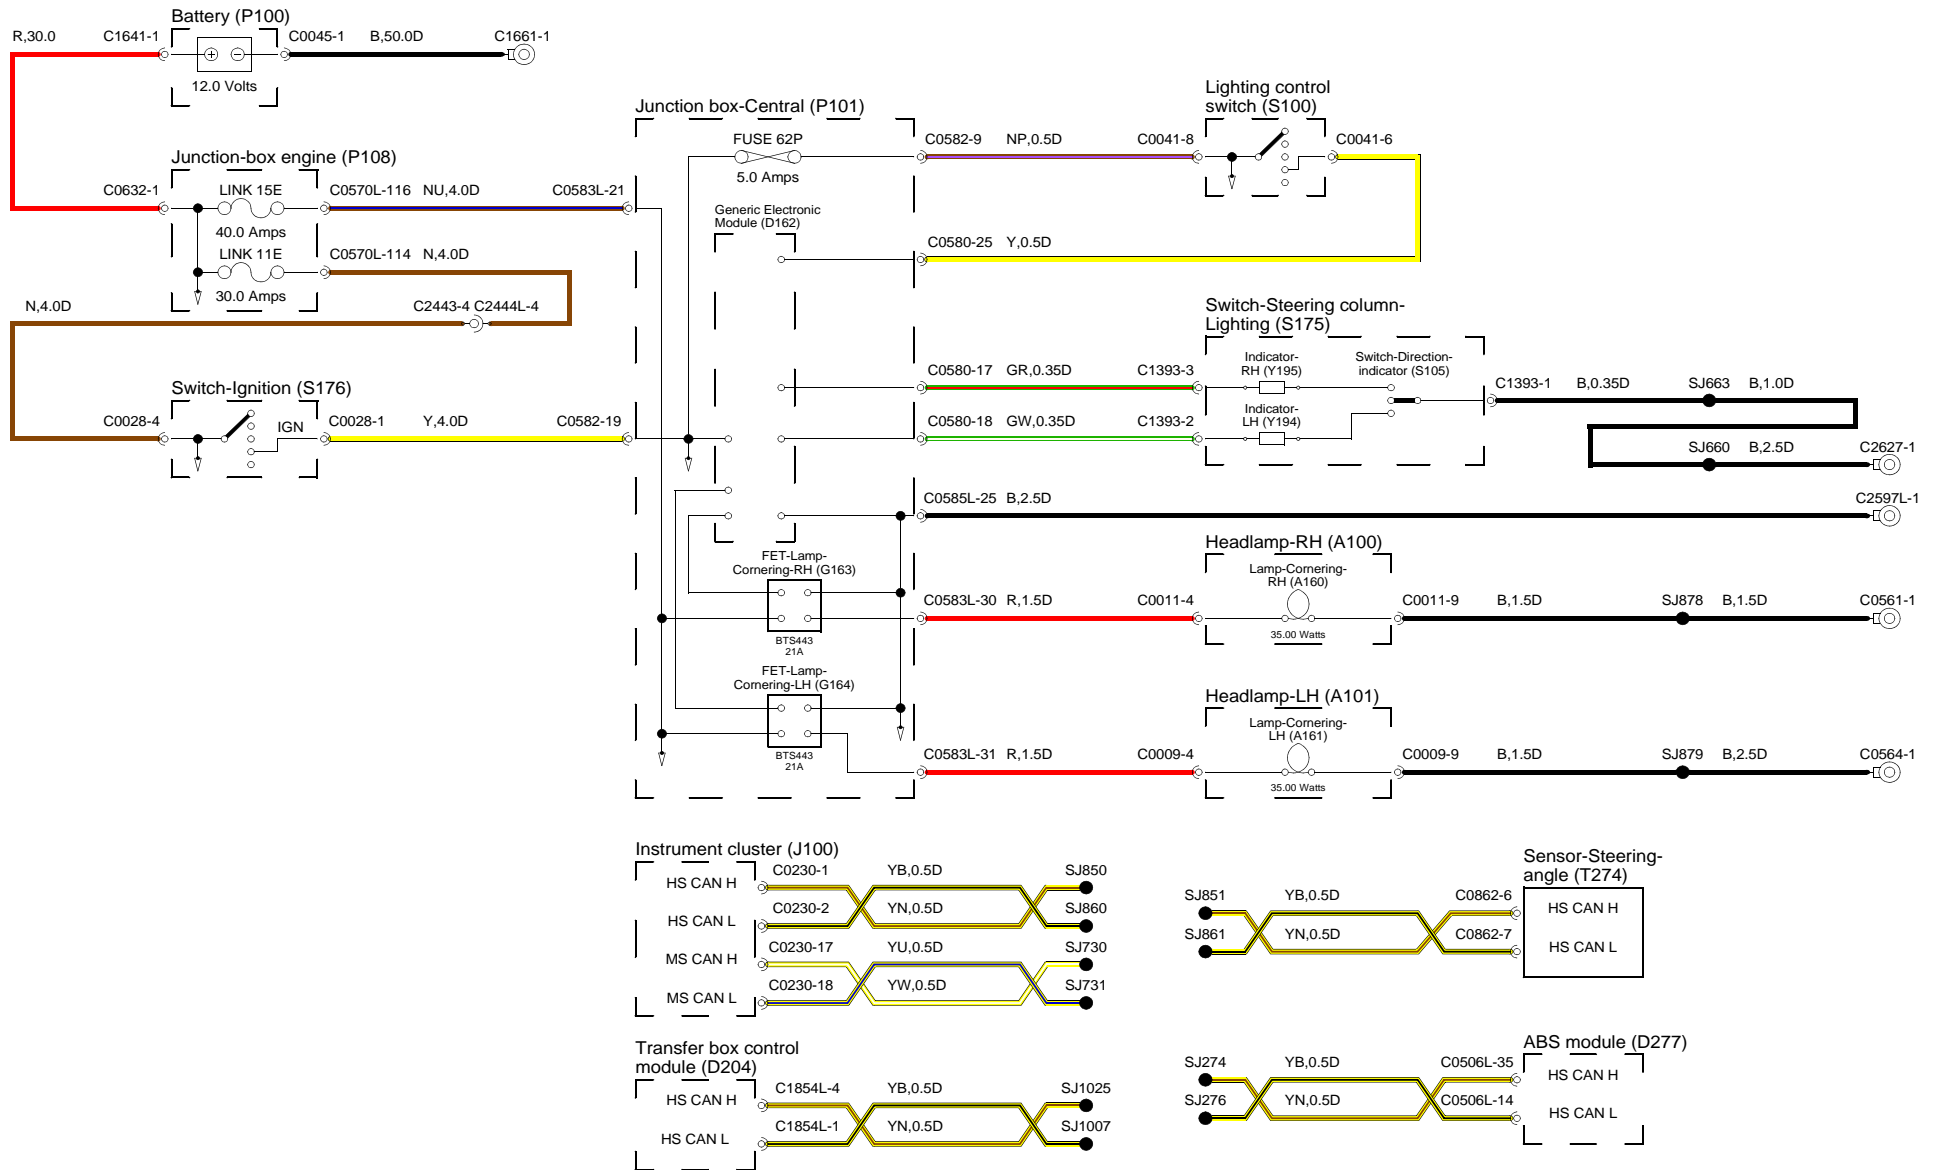 Battery (P100)
R,30.0
C1641-1
C0045-1
B,50.0D
C1661-1
12.0 Volts
Junction-box engine (P108)
C0632-1
LINK 15E
40.0 Amps
C0570L-116
NU,4.0D
C0583L-21
LINK 11E
30.0 Amps
C0570L-114
N,4.0D
N,4.0D
C2443-4
C2444L-4
Switch-Ignition (S176)
C0028-4
IGN
C0028-1
Y,4.0D
C0582-19
Junction box-Central (P101)
FUSE 62P
5.0 Amps
C0582-9
NP,0.5D
C0041-8
Lighting control
switch (S100)
C0041-6
Generic Electronic
Module (D162)
C0580-25
Y,0.5D
Switch-Steering column-
Lighting (S175)
C0580-17
GR,0.35D
C1393-3
Indicator-
RH (Y195)
Switch-Direction-
indicator (S105)
C1393-1
B,0.35D
SJ663
B,1.0D
C0580-18
GW,0.35D
C1393-2
Indicator-
LH (Y194)
SJ660
B,2.5D
C2627-1
C0585L-25
B,2.5D
C2597L-1
FET-Lamp-
Cornering-RH (G163)
BTS443
21A
C0583L-30
R,1.5D
C0011-4
Headlamp-RH (A100)
Lamp-Cornering-
RH (A160)
35.00 Watts
C0011-9
B,1.5D
SJ878
B,1.5D
C0561-1
FET-Lamp-
Cornering-LH (G164)
BTS443
21A
C0583L-31
R,1.5D
C0009-4
Headlamp-LH (A101)
Lamp-Cornering-
LH (A161)
35.00 Watts
C0009-9
B,1.5D
SJ879
B,2.5D
C0564-1
Instrument cluster (J100)
HS CAN H
C0230-1
YB,0.5D
SJ850
HS CAN L
C0230-2
YN,0.5D
SJ860
MS CAN H
C0230-17
YU,0.5D
SJ730
MS CAN L
C0230-18
YW,0.5D
SJ731
Sensor-Steering-
angle (T274)
SJ851
YB,0.5D
C0862-6
HS CAN H
SJ861
YN,0.5D
C0862-7
HS CAN L
Transfer box control
module (D204)
HS CAN H
C1854L-4
YB,0.5D
SJ1025
HS CAN L
C1854L-1
YN,0.5D
SJ1007
ABS module (D277)
SJ274
YB,0.5D
C0506L-35
HS CAN H
SJ276
YN,0.5D
C0506L-14
HS CAN L